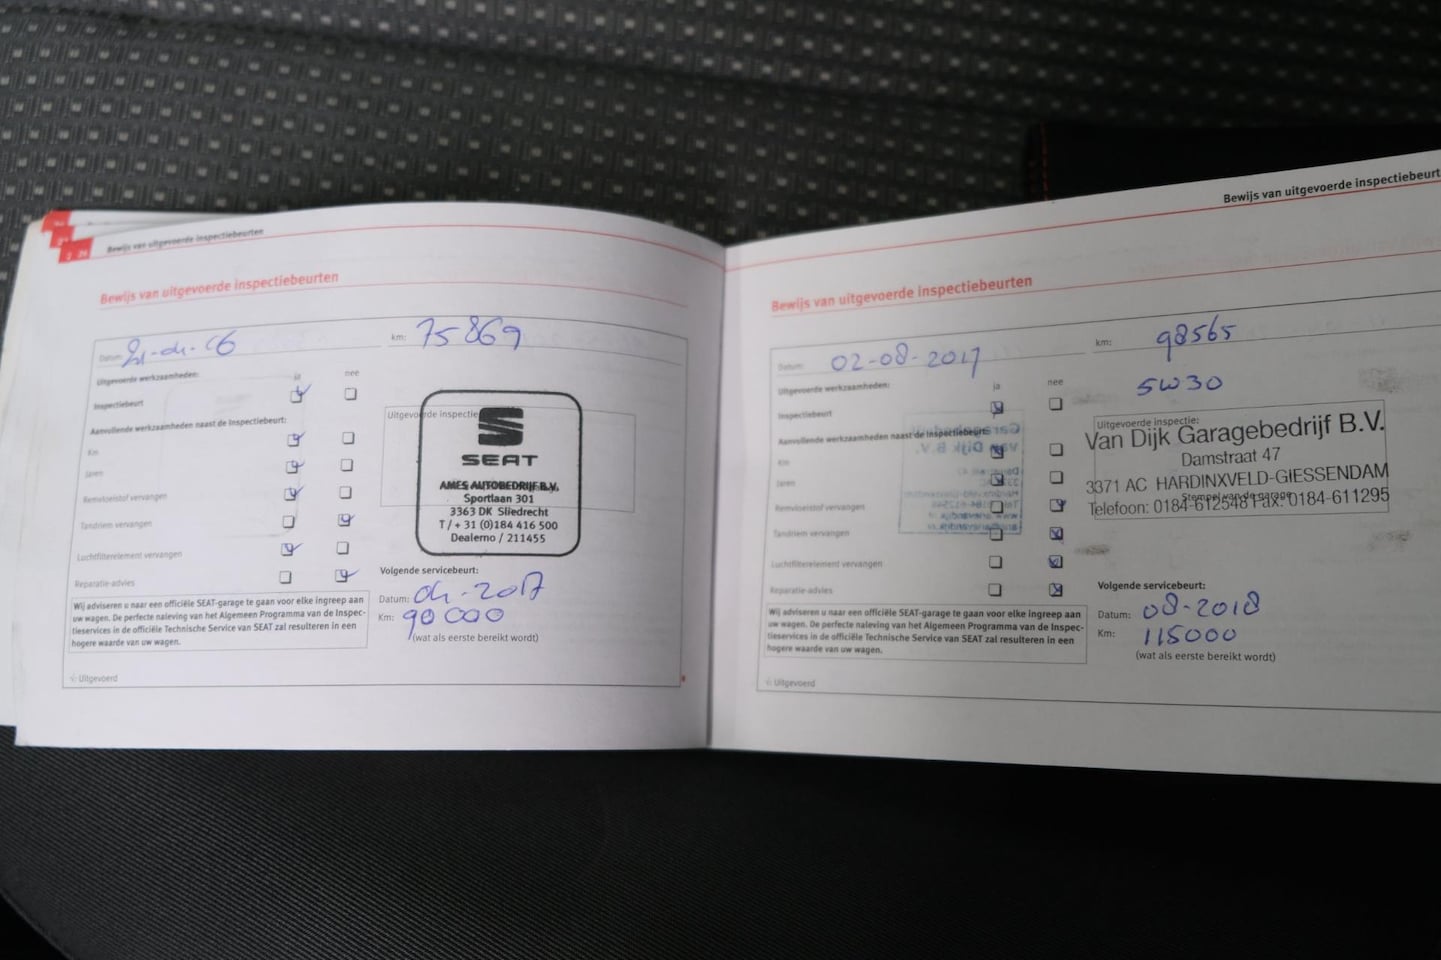 Bewijs van uitgevoerde inspectiebeurten
Bewijs van uitgevoerde inspectiebeurten
Datum: 21-04-16
km: 75869
Uitgevoerde werkzaamheden:
ja nee
Inspectiebeurt
Aanvullende werkzaamheden naast de Inspectiebeurt:
Km
Jaren
Remvloeistof vervangen
Tandriem vervangen
Luchtfilterelement vervangen
Reparatie-advies
Uitgevoerde inspectie:
SEAT
AMES AUTOBEDRIJF B.V.
Sportlaan 301
3363 DK Sliedrecht
T / + 31 (0)184 416 500
Dealerno / 211455
Volgende servicebeurt:
Datum: 04-2017
Km: 90000
(wat als eerste bereikt wordt)
Wij adviseren u naar een officiële SEAT-garage te gaan voor elke ingreep aan
uw wagen. De perfecte naleving van het Algemeen Programma van de Inspec-
tieservices in de officiële Technische Service van SEAT zal resulteren in een
hogere waarde van uw wagen.
√: Uitgevoerd
Bewijs van uitgevoerde inspectiebeurten
Bewijs van uitgevoerde inspectiebeurten
Datum: 02-08-2017
km: 98565
5W30
Uitgevoerde werkzaamheden:
ja nee
Inspectiebeurt
Aanvullende werkzaamheden naast de Inspectiebeurt:
Km
Jaren
Remvloeistof vervangen
Tandriem vervangen
Luchtfilterelement vervangen
Reparatie-advies
Uitgevoerde inspectie:
Van Dijk Garagebedrijf B.V.
Damstraat 47
3371 AC HARDINXVELD-GIESSENDAM
Stempel van de garage
Telefoon: 0184-612548 Fax: 0184-611295
Volgende servicebeurt:
Datum: 08-2018
Km: 115000
(wat als eerste bereikt wordt)
Wij adviseren u naar een officiële SEAT-garage te gaan voor elke ingreep aan
uw wagen. De perfecte naleving van het Algemeen Programma van de Inspec-
tieservices in de officiële Technische Service van SEAT zal resulteren in een
hogere waarde van uw wagen.
√: Uitgevoerd